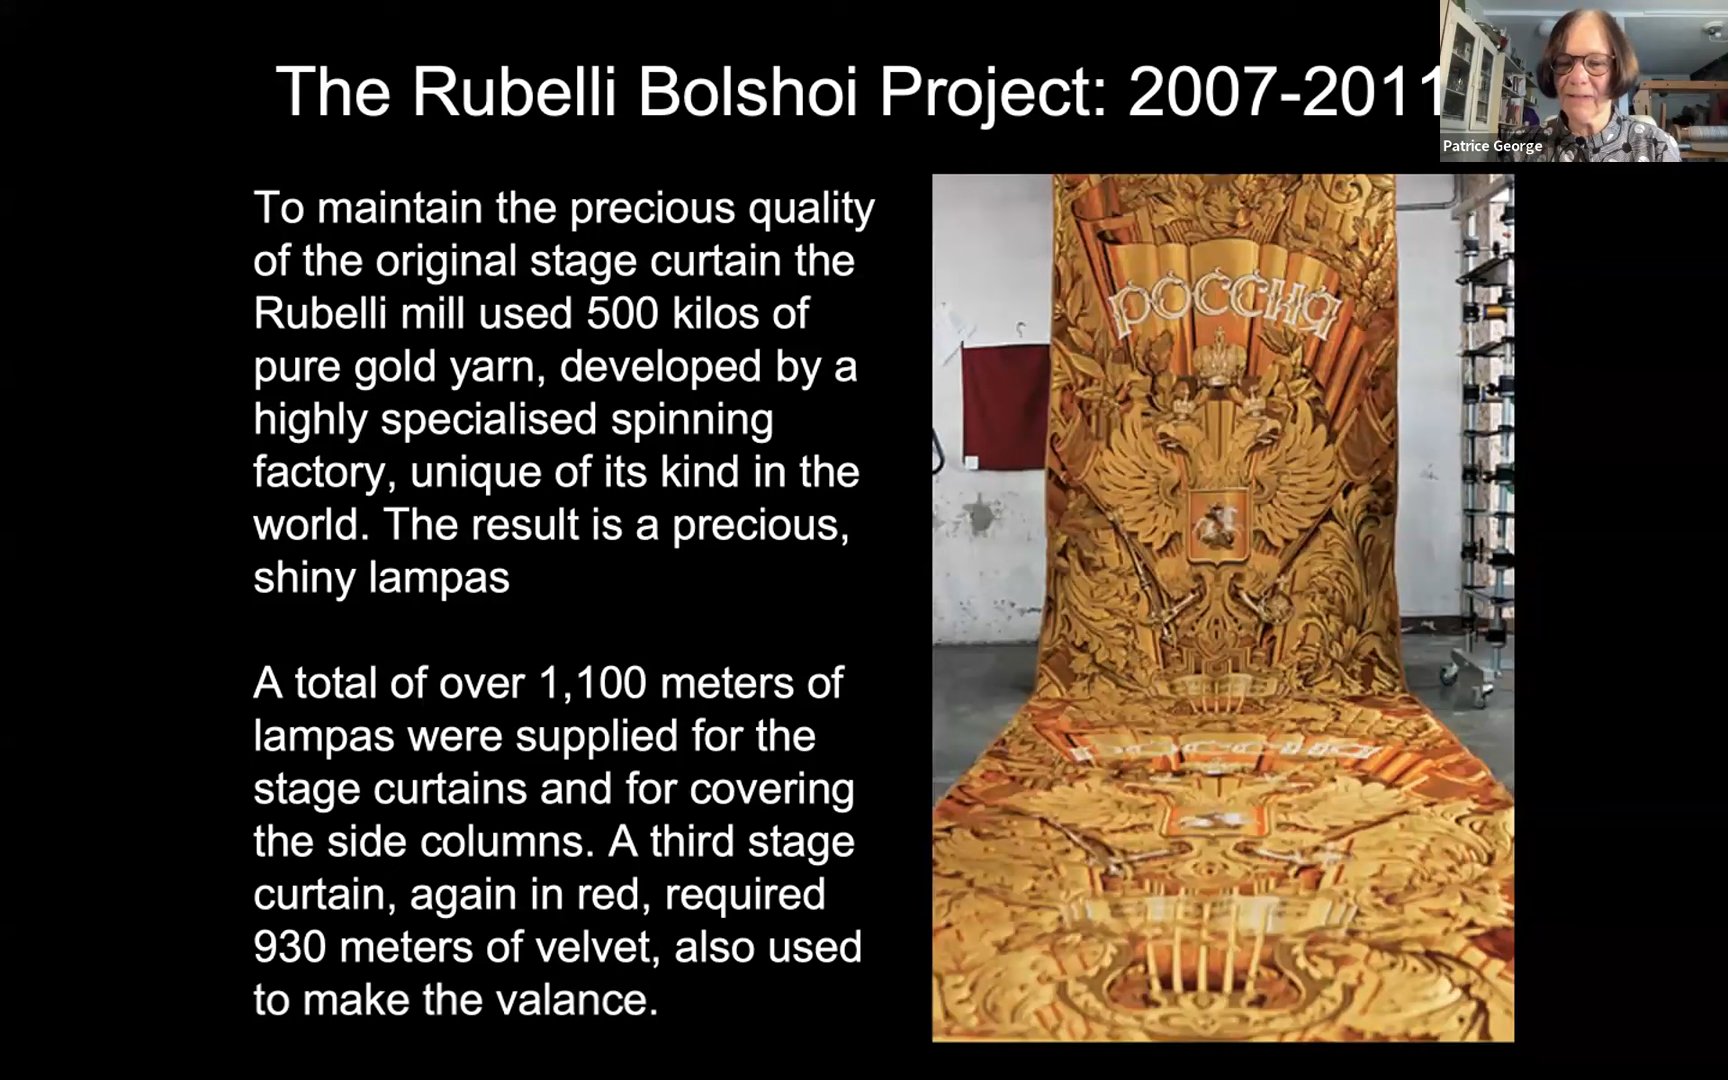 The Rubelli Bolshoi Project: 2007-2011
Patrice George
To maintain the precious quality
of the original stage curtain the
Rubelli mill used 500 kilos of
pure gold yarn, developed by a
highly specialised spinning
factory, unique of its kind in the
world. The result is a precious,
shiny lampas
A total of over 1,100 meters of
lampas were supplied for the
stage curtains and for covering
the side columns. A third stage
curtain, again in red, required
930 meters of velvet, also used
to make the valance.
РОССИЯ
РОССИЯ